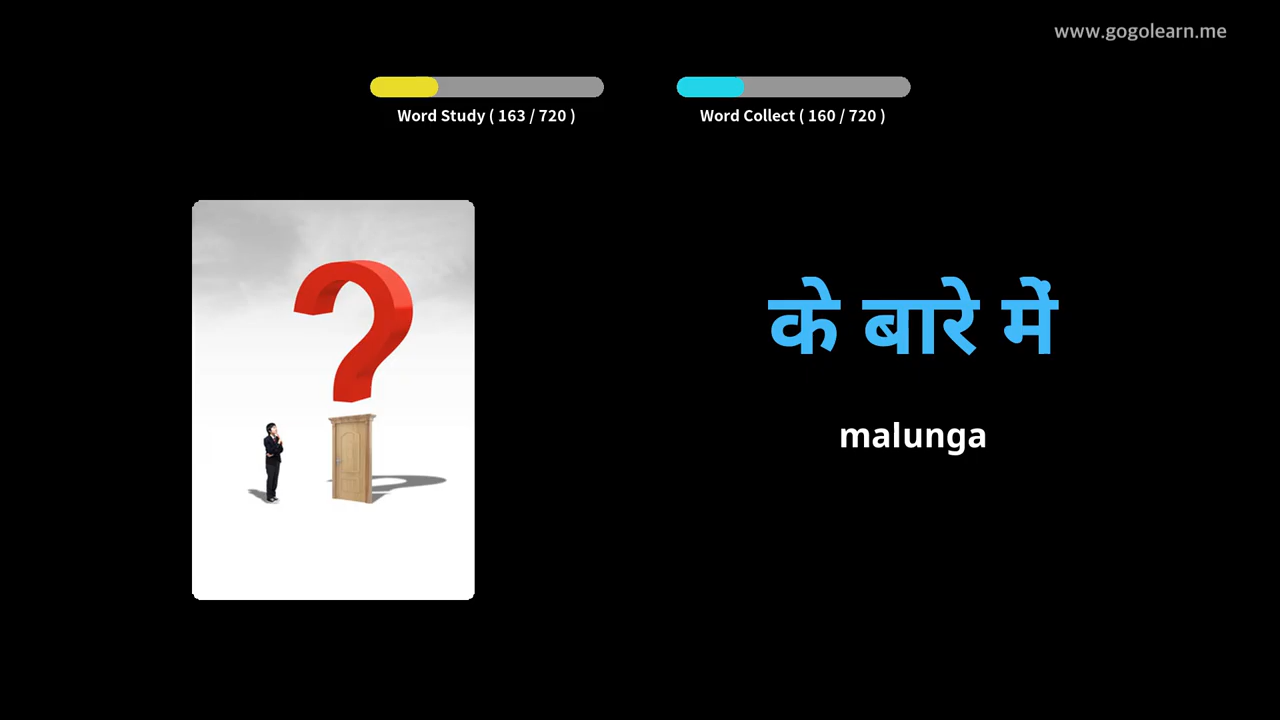 www.gogolearn.me
Word Study ( 163 / 720 )
Word Collect ( 160 / 720 )
के बारे में
malunga